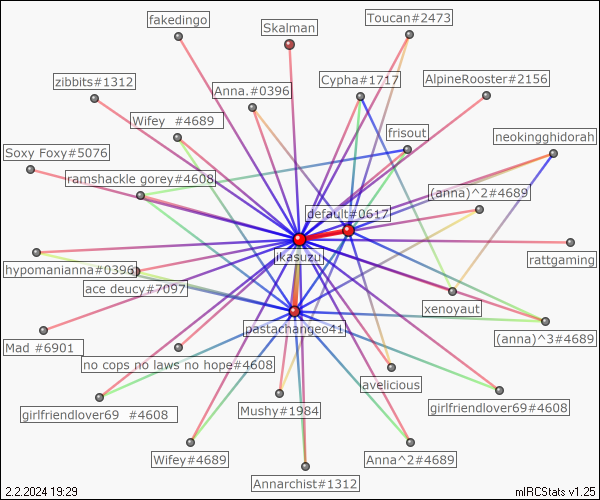 fakedingo
Skalman
Toucan#2473
zibbits#1312
Anna.#0396
Cypha#1717
AlpineRooster#2156
Wifey  #4689
frisout
neokingghidorah
Soxy Foxy#5076
ramshackle gorey#4608
(anna)^2#4689
default#0617
ikasuzu
rattgaming
hypomanianna#0396
ace deucy#7097
xenoyaut
pastachangeo41
Mad #6901
(anna)^3#4689
no cops no laws no hope#4608
avelicious
girlfriendlover69  #4608
Mushy#1984
girlfriendlover69#4608
Wifey#4689
Anna^2#4689
Annarchist#1312
2.2.2024 19:29
mIRCStats v1.25